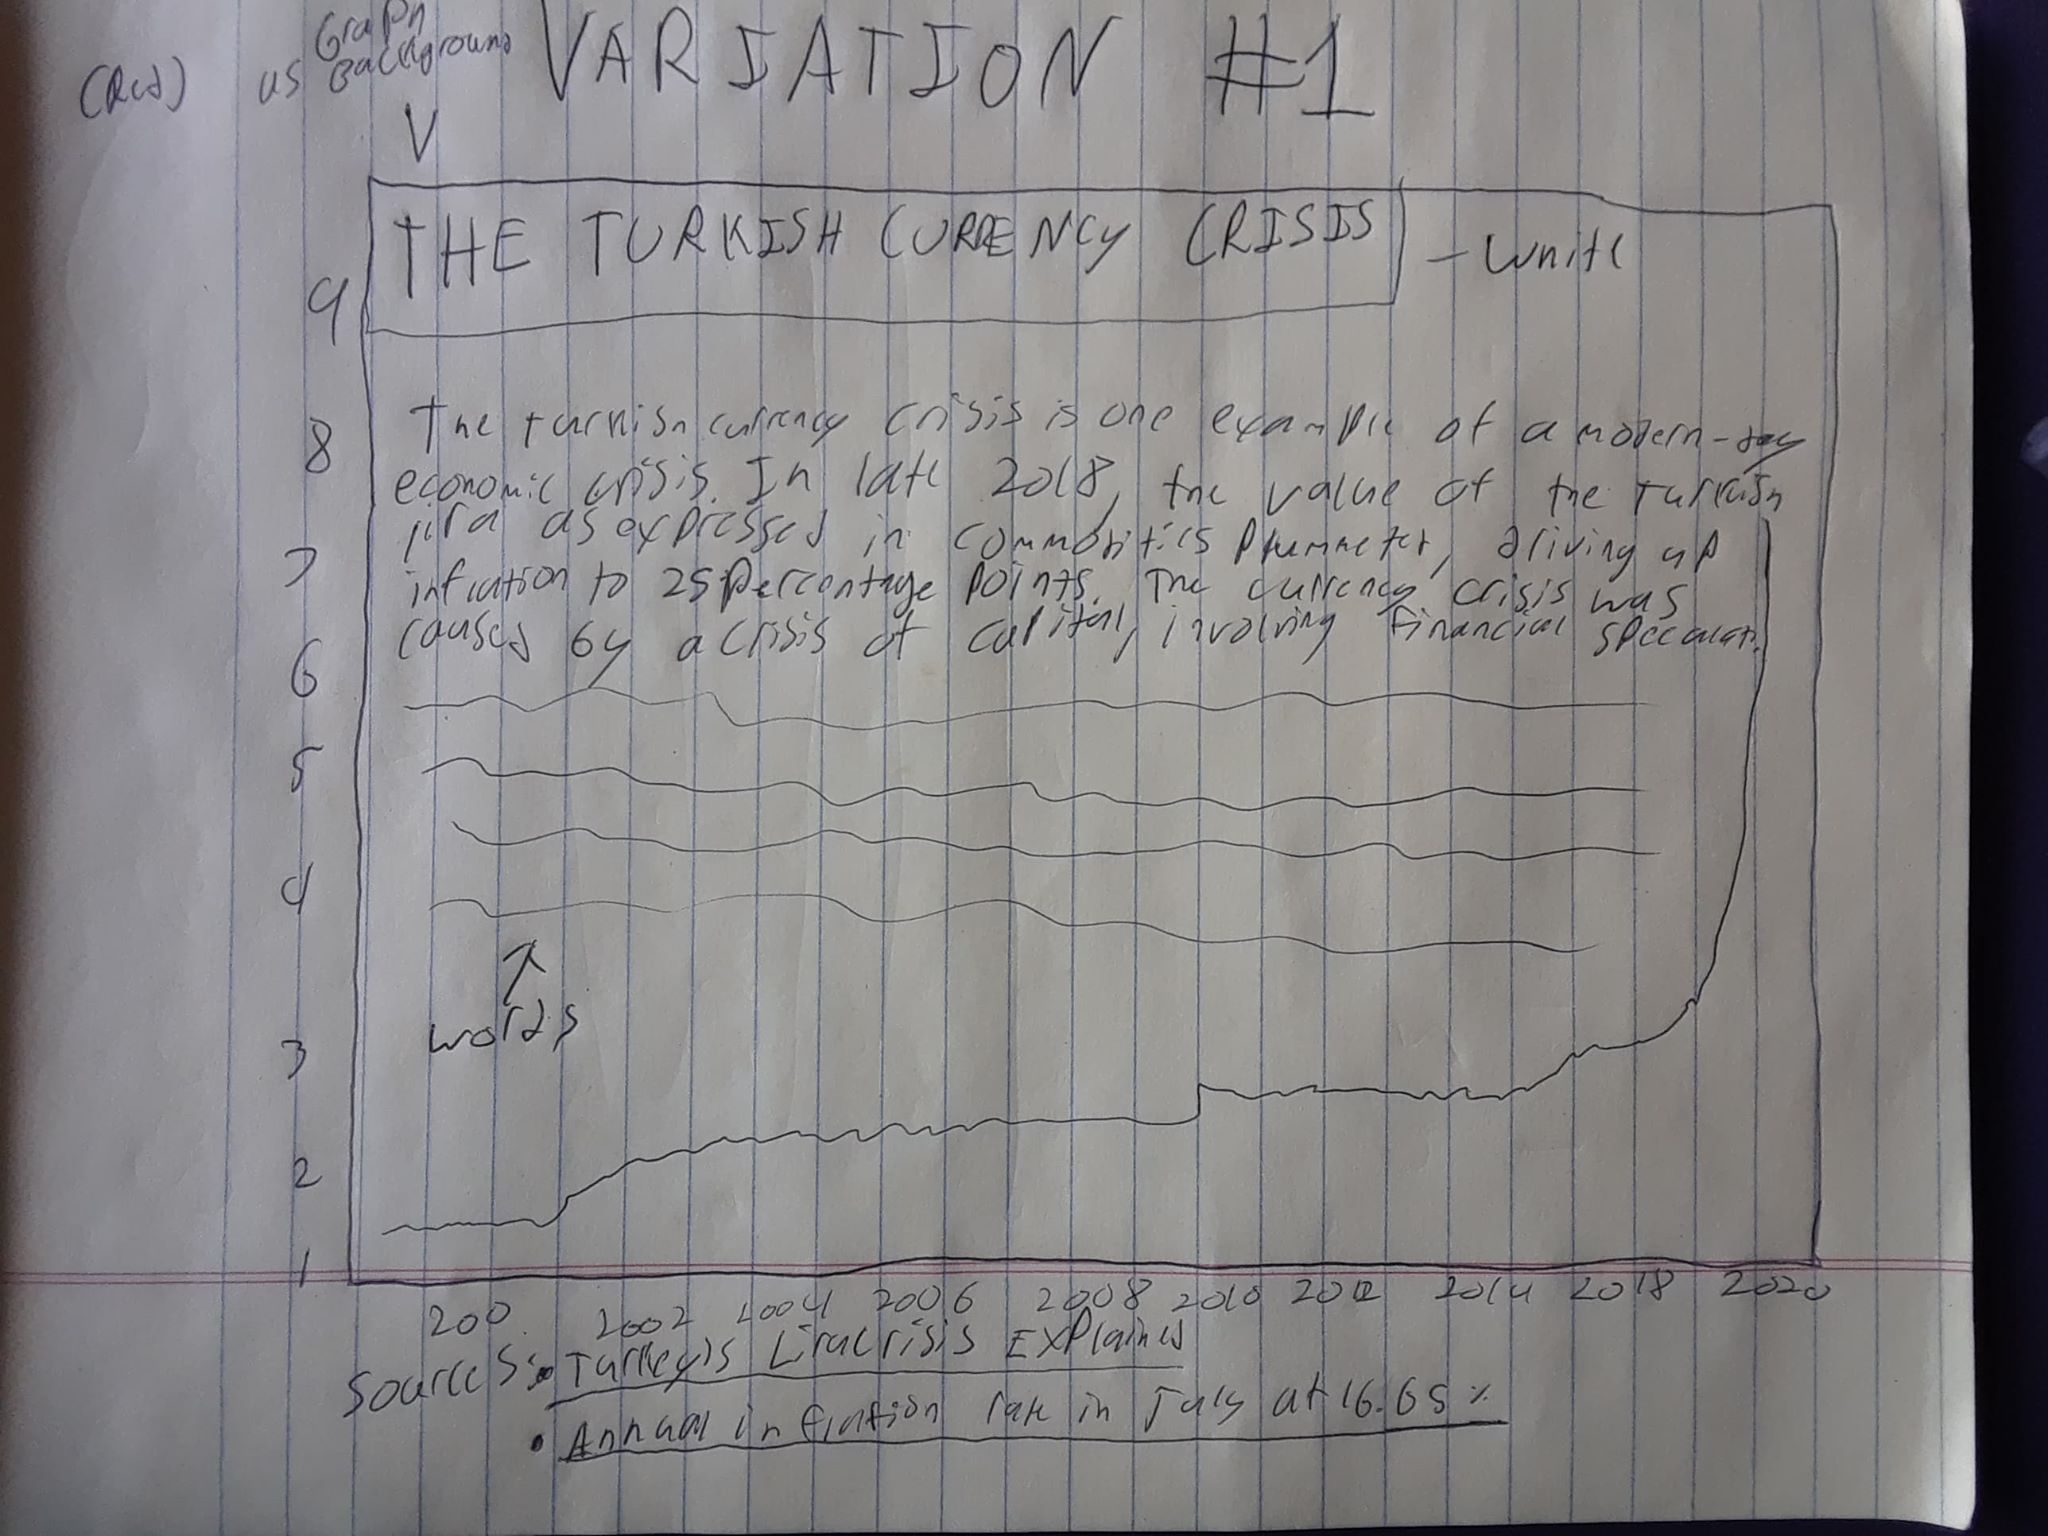 (Red) as Graph Background
VARIATION #1
V
THE TURKISH CURRENCY CRISIS - White
9
The Turkish currency crisis is one example of a modern-day
8
economic crisis. In late 2018, the value of the Turkish
lira as expressed in commodities plummeter, driving up
7
inflation to 25 percentage points. The currency crisis was
caused by a crisis of capital, involving financial
6
5
4
words
3
2
1
200 2002 2004 2006 2008 2010 2012 2014 2018 2020
Sources: • Turkey's Lira crisis Explained
• Annual inflation rate in July at 16.65%